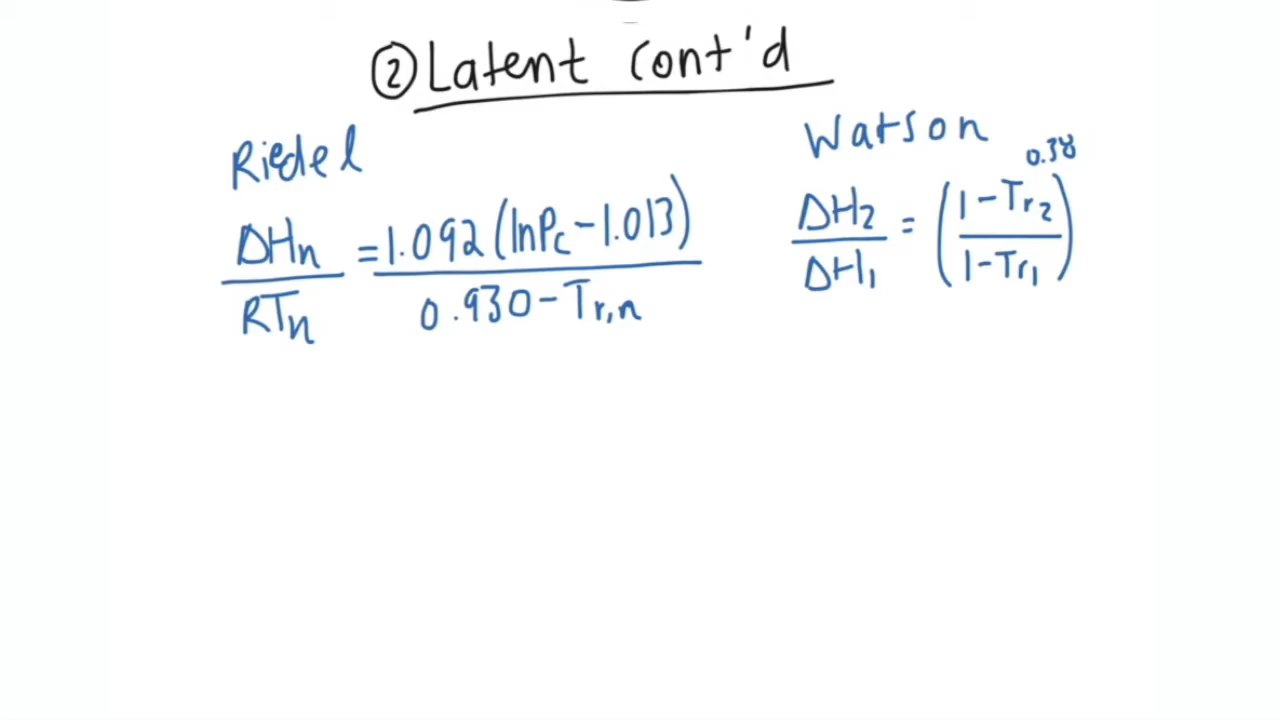 ② Latent cont'd
Riedel
ΔHn / RTn = 1.092 (lnPc - 1.013) / 0.930 - Tr,n
Watson
ΔH2 / ΔH1 = (1 - Tr2 / 1 - Tr1)^0.38